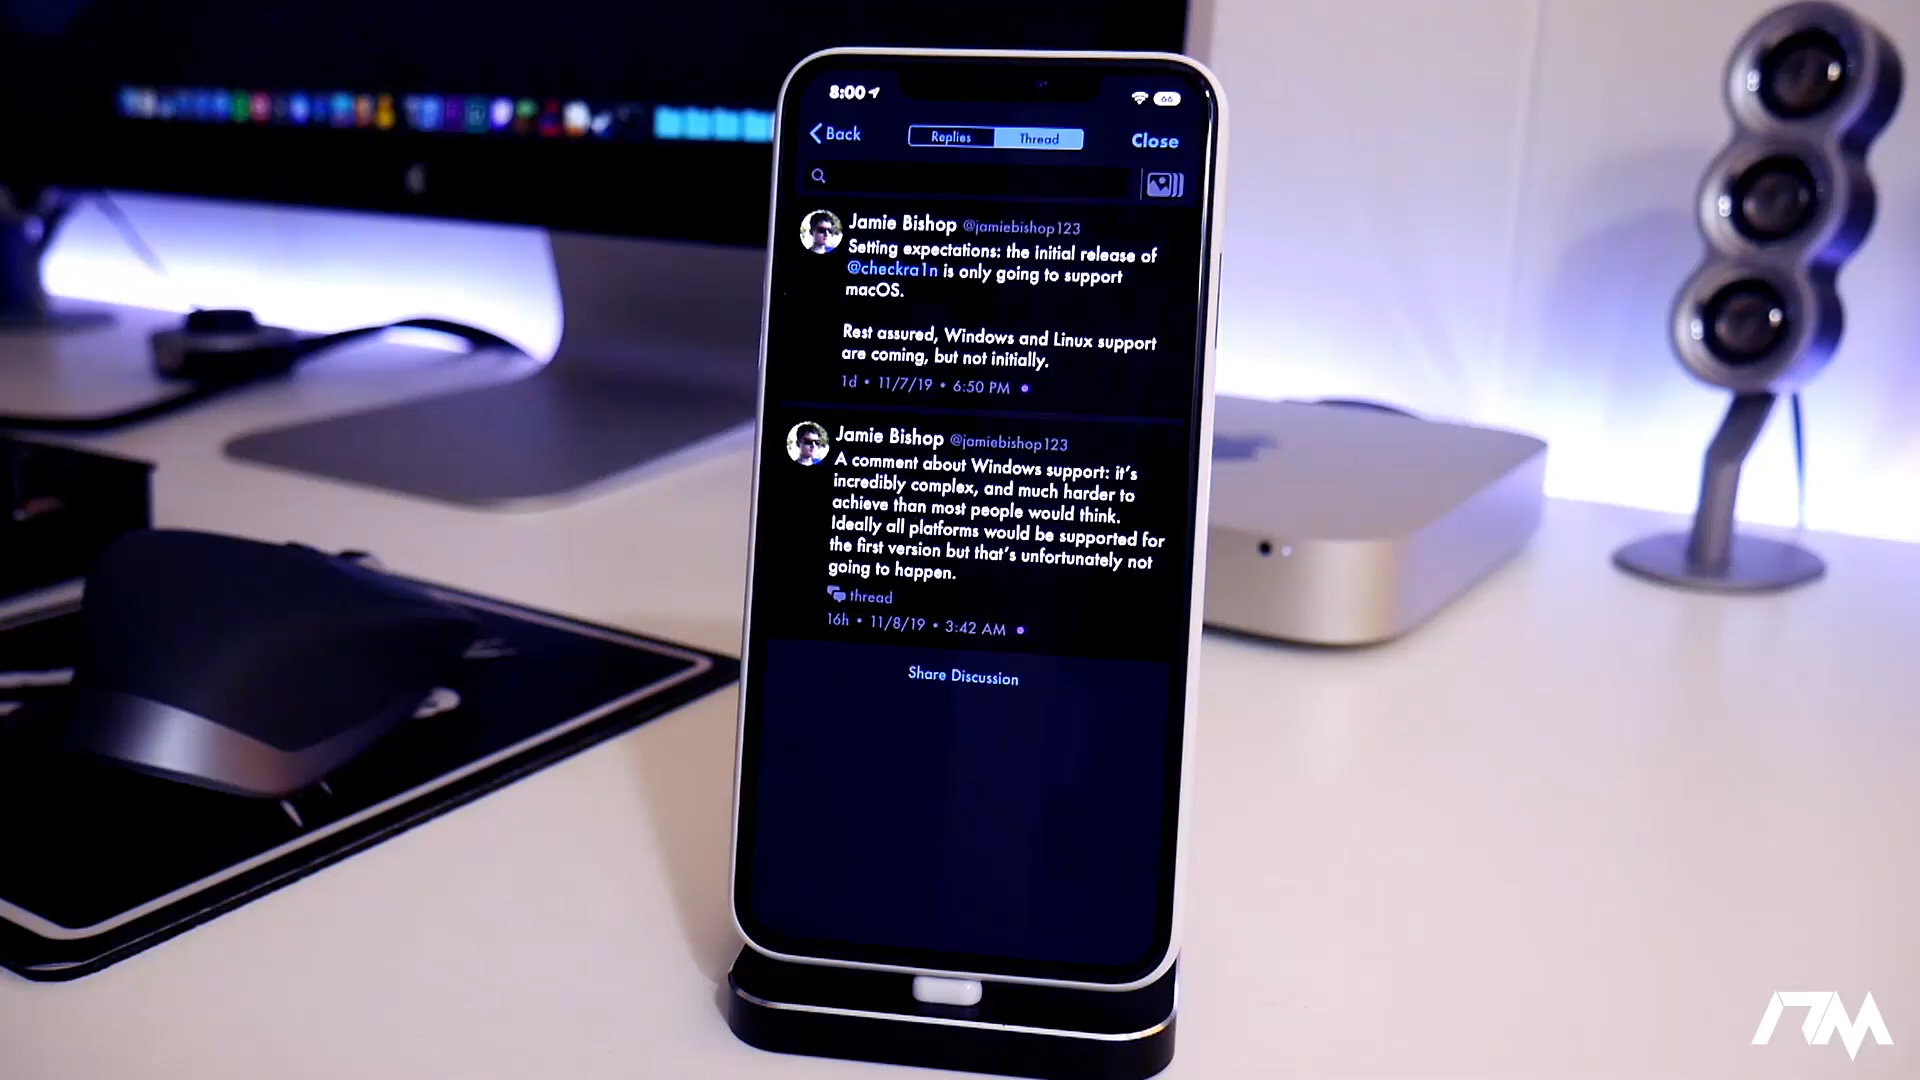 8:00
66
Back
Replies
Thread
Close
Jamie Bishop @jamiebishop123
Setting expectations: the initial release of
@checkra1n is only going to support
macOS.
Rest assured, Windows and Linux support
are coming, but not initially.
1d • 11/7/19 • 6:50 PM •
Jamie Bishop @jamiebishop123
A comment about Windows support: it's
incredibly complex, and much harder to
achieve than most people would think.
Ideally all platforms would be supported for
the first version but that's unfortunately not
going to happen.
thread
16h • 11/8/19 • 3:42 AM •
Share Discussion